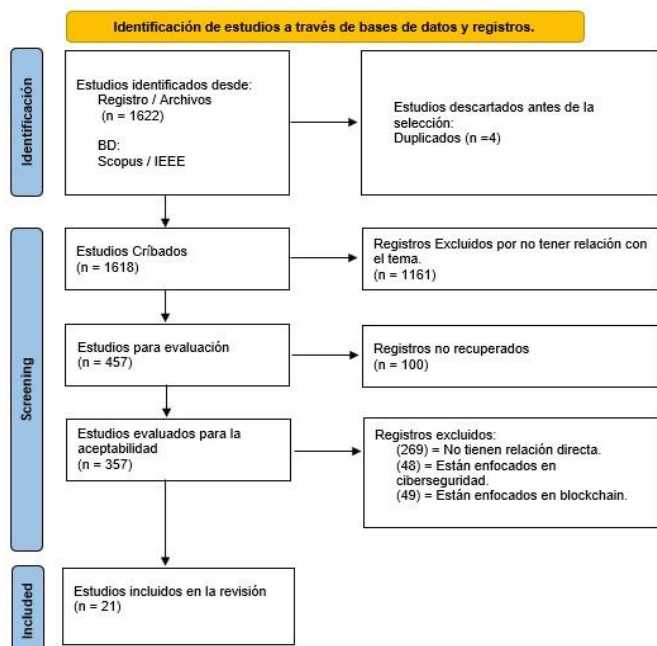 Identificación de estudios a través de bases de datos y registros.
Identificación
Estudios identificados desde:
Registro / Archivos
(n = 1622)
BD:
Scopus / IEEE
Estudios descartados antes de la
selección:
Duplicados (n =4)
Screening
Estudios Críbados
(n = 1618)
Registros Excluidos por no tener relación con
el tema.
(n = 1161)
Estudios para evaluación
(n = 457)
Registros no recuperados
(n = 100)
Estudios evaluados para la
aceptabilidad
(n = 357)
Registros excluidos:
(269) = No tienen relación directa.
(48) = Están enfocados en
ciberseguridad.
(49) = Están enfocados en blockchain.
Included
Estudios incluidos en la revisión
(n = 21)